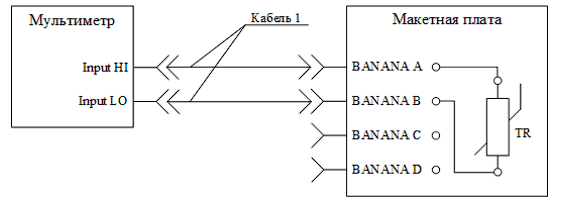 Мультиметр
Кабель 1
Макетная плата
Input HI
Input LO
BANANA A
BANANA B
BANANA C
BANANA D
TR